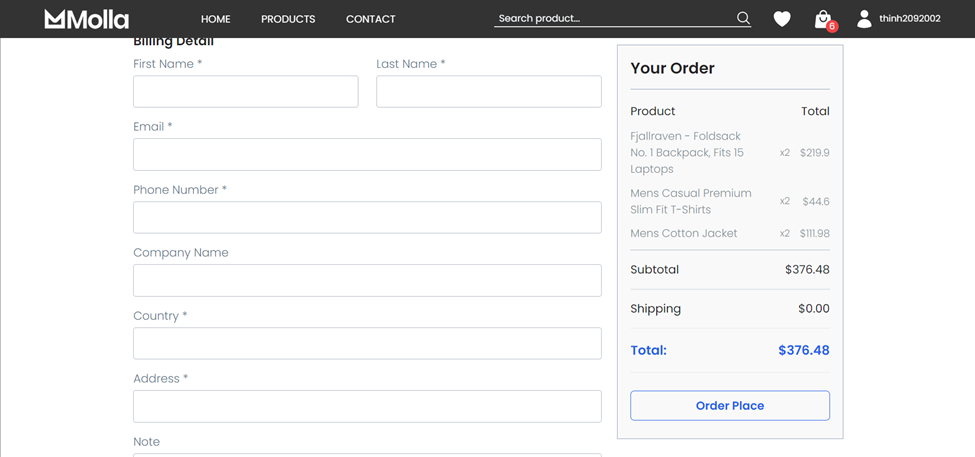 Molla HOME PRODUCTS CONTACT Search product... 6 thinh2092002
Billing Detail
First Name * Last Name *
Email *
Phone Number *
Company Name
Country *
Address *
Note
Your Order
Product Total
Fjallraven - Foldsack
No. 1 Backpack, Fits 15 x2 $219.9
Laptops
Mens Casual Premium
Slim Fit T-Shirts x2 $44.6
Mens Cotton Jacket x2 $111.98
Subtotal $376.48
Shipping $0.00
Total: $376.48
Order Place